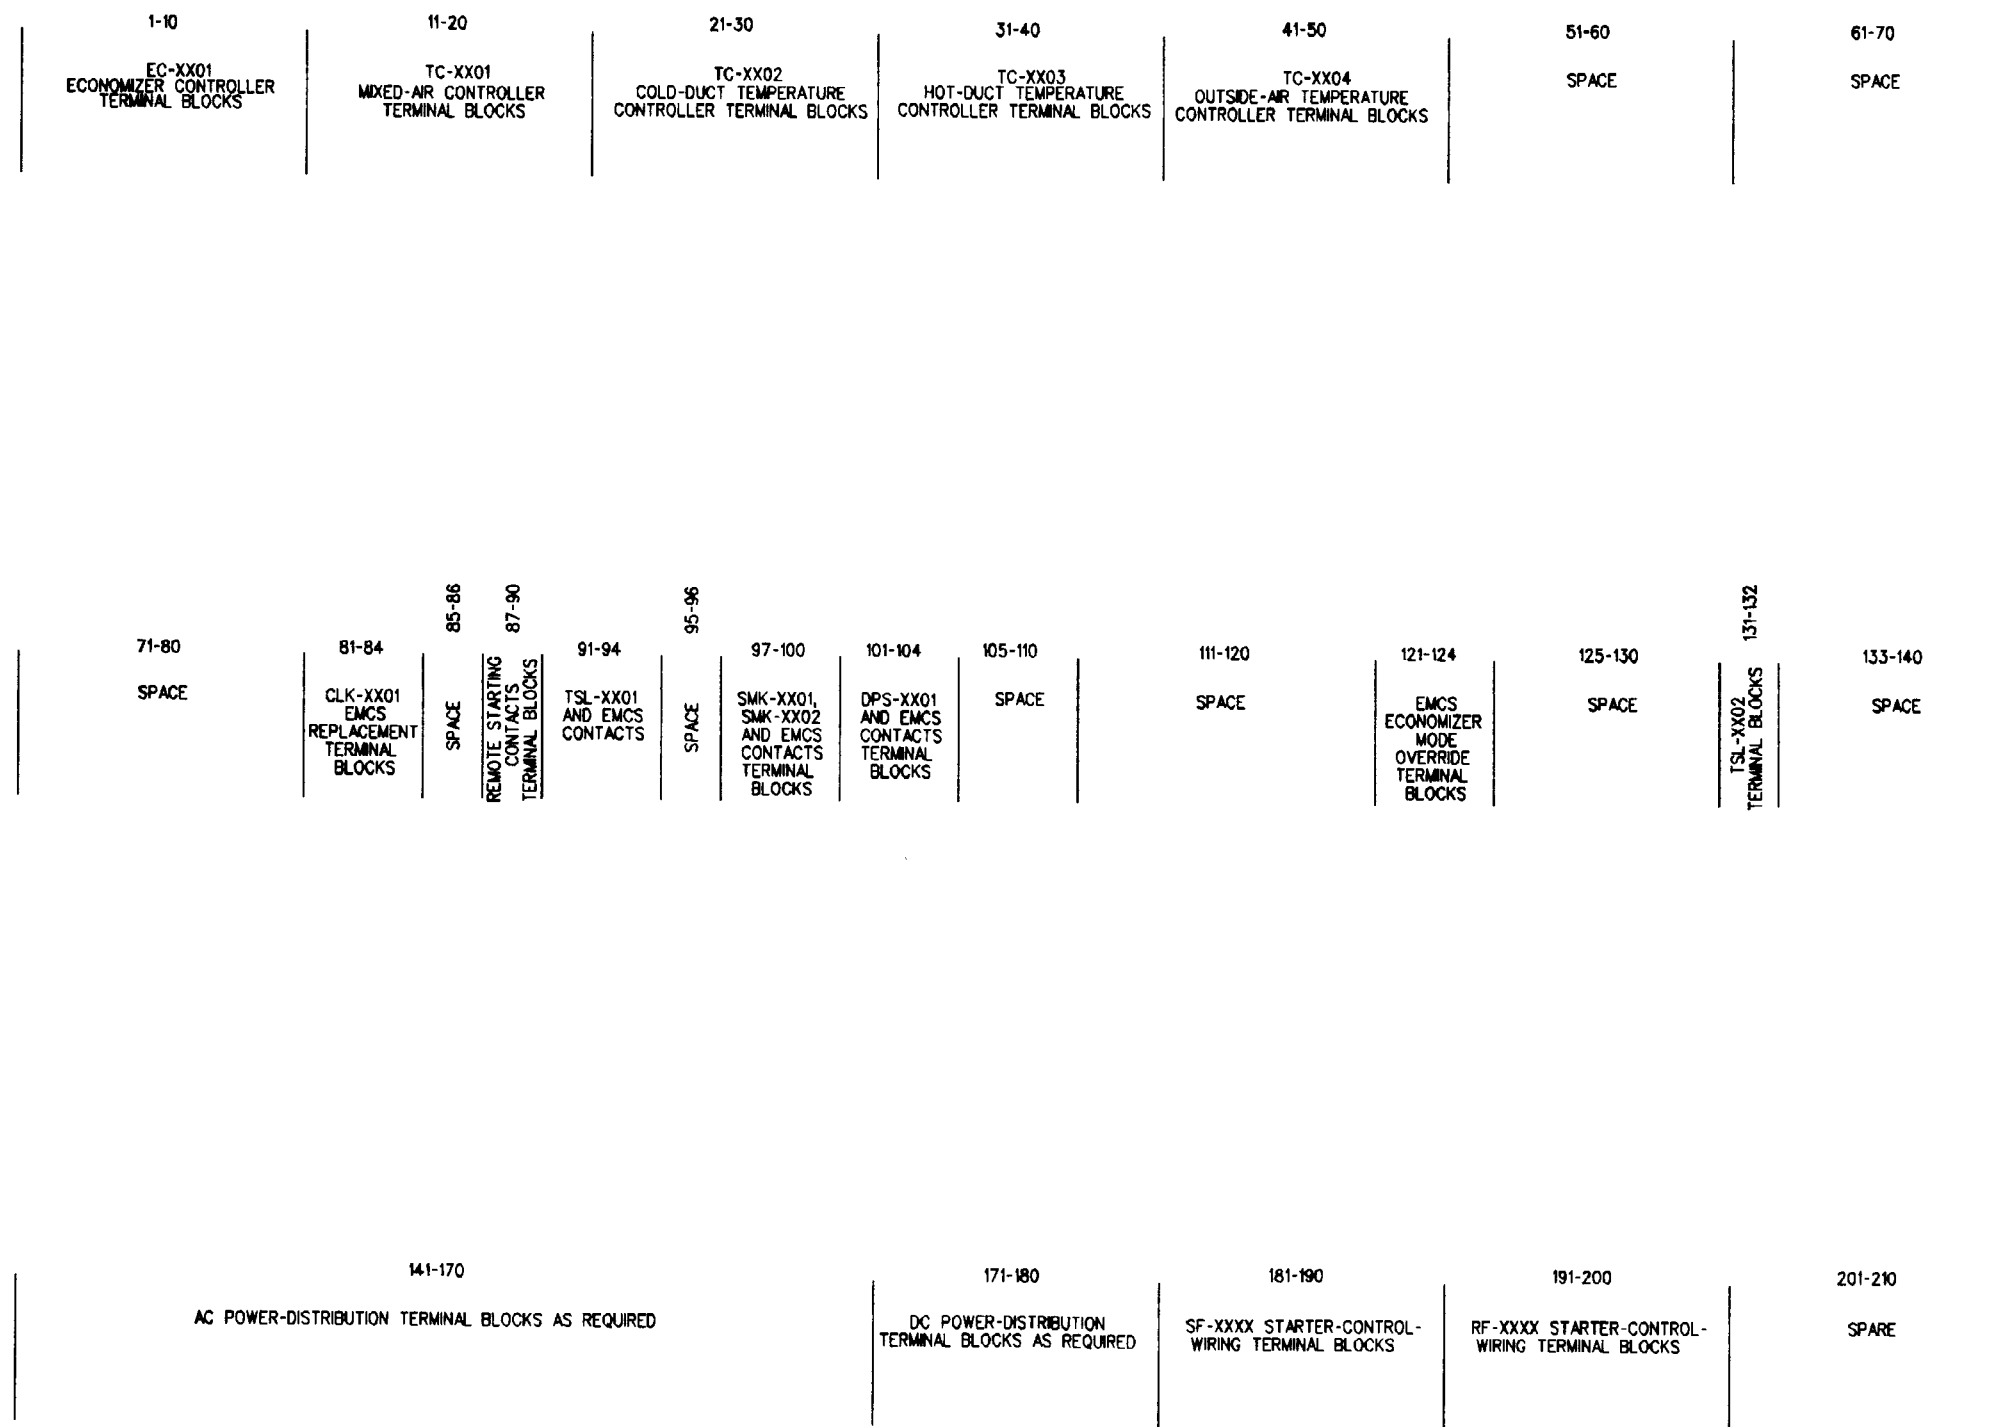 1-10
EC-XX01
ECONOMIZER CONTROLLER
TERMINAL BLOCKS
11-20
TC-XX01
MIXED-AIR CONTROLLER
TERMINAL BLOCKS
21-30
TC-XX02
COLD-DUCT TEMPERATURE
CONTROLLER TERMINAL BLOCKS
31-40
TC-XX03
HOT-DUCT TEMPERATURE
CONTROLLER TERMINAL BLOCKS
41-50
TC-XX04
OUTSIDE-AIR TEMPERATURE
CONTROLLER TERMINAL BLOCKS
51-60
SPACE
61-70
SPACE
71-80
SPACE
81-84
CLK-XX01
EMCS
REPLACEMENT
TERMINAL
BLOCKS
85-86
SPACE
87-90
REMOTE STARTING
CONTACTS
TERMINAL BLOCKS
91-94
TSL-XX01
AND EMCS
CONTACTS
95-96
SPACE
97-100
SMK-XX01,
SMK-XX02
AND EMCS
CONTACTS
TERMINAL
BLOCKS
101-104
DPS-XX01
AND EMCS
CONTACTS
TERMINAL
BLOCKS
105-110
SPACE
111-120
SPACE
121-124
EMCS
ECONOMIZER
MODE
OVERRIDE
TERMINAL
BLOCKS
125-130
SPACE
131-132
TSL-XX02
TERMINAL BLOCKS
133-140
SPACE
141-170
AC POWER-DISTRIBUTION TERMINAL BLOCKS AS REQUIRED
171-180
DC POWER-DISTRIBUTION
TERMINAL BLOCKS AS REQUIRED
181-190
SF-XXXX STARTER-CONTROL-
WIRING TERMINAL BLOCKS
191-200
RF-XXXX STARTER-CONTROL-
WIRING TERMINAL BLOCKS
201-210
SPARE